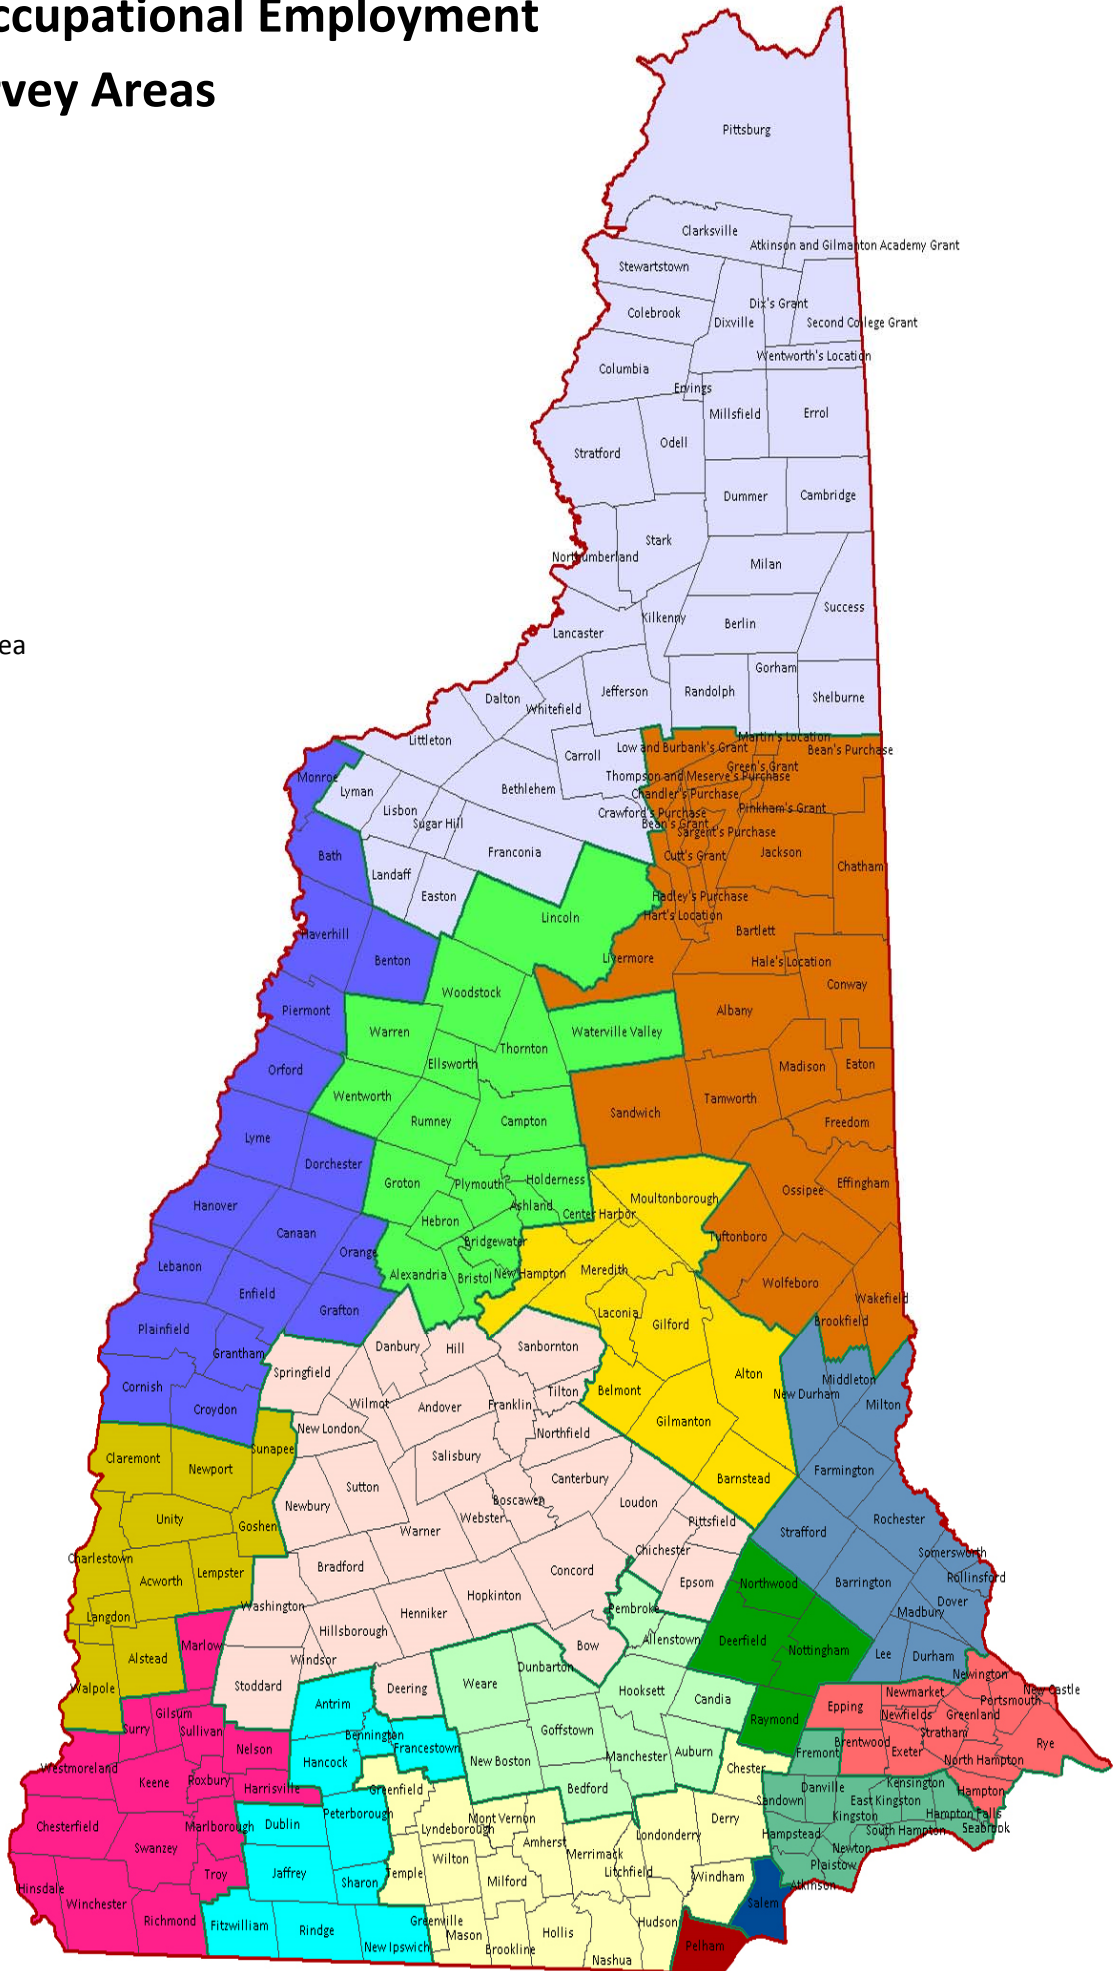 ccupational Employment
rvey Areas
Pittsburg
Clarksville
Atkinson and Gilmanton Academy Grant
Stewartstown
Dix's Grant
Colebrook
Dixville
Second College Grant
Wentworth's Location
Columbia
Ervings
Millsfield
Errol
Odell
Stratford
Dummer
Cambridge
Stark
Northumberland
Milan
Success
Kilkenny
Berlin
Lancaster
ea
Gorham
Jefferson
Randolph
Shelburne
Dalton
Whitefield
Littleton
Martin's Location
Low and Burbank's Grant
Bean's Purchase
Carroll
Green's Grant
Monroe
Thompson and Meserve's Purchase
Bethlehem
Lyman
Chandler's Purchase
Lisbon
Pinkham's Grant
Crawford's Purchase
Sugar Hill
Bean's Grant
Sargent's Purchase
Bath
Franconia
Cutt's Grant
Jackson
Chatham
Landaff
Easton
Hadley's Purchase
Lincoln
Hart's Location
Haverhill
Bartlett
Benton
Livermore
Hale's Location
Conway
Woodstock
Piermont
Albany
Warren
Waterville Valley
Thornton
Ellsworth
Madison
Eaton
Orford
Wentworth
Tamworth
Sandwich
Rumney
Campton
Freedom
Lyme
Dorchester
Groton
Plymouth
Holderness
Effingham
Ossipee
Moultonborough
Hanover
Ashland
Center Harbor
Hebron
Canaan
Tuftonboro
Bridgewater
Orange
Lebanon
Meredith
Alexandria
Bristol
New Hampton
Wolfeboro
Enfield
Wakefield
Grafton
Laconia
Brookfield
Gilford
Plainfield
Danbury
Hill
Sanbornton
Grantham
Springfield
Alton
Middleton
Cornish
Tilton
Belmont
New Durham
Wilmot
Franklin
Milton
Croydon
Andover
Gilmanton
New London
Northfield
Sunapee
Claremont
Salisbury
Newport
Farmington
Canterbury
Barnstead
Sutton
Boscawen
Loudon
Newbury
Webster
Unity
Pittsfield
Rochester
Goshen
Warner
Strafford
Chichester
Somersworth
Charlestown
Bradford
Concord
Lempster
Rollinsford
Acworth
Epsom
Northwood
Barrington
Hopkinton
Dover
Washington
Pembroke
Henniker
Madbury
Langdon
Hillsborough
Allenstown
Deerfield
Marlow
Bow
Nottingham
Lee
Durham
Alstead
Windsor
Dunbarton
Newington
Stoddard
Weare
Walpole
Deering
Hooksett
New Castle
Newmarket
Candia
Portsmouth
Antrim
Epping
Gilsum
Newfields
Greenland
Raymond
Surry
Sullivan
Goffstown
Stratham
Bennington
Brentwood
Rye
Nelson
Francestown
Fremont
Exeter
Auburn
Manchester
North Hampton
Hancock
New Boston
Westmoreland
Chester
Keene
Roxbury
Kensington
Harrisville
Greenfield
Bedford
Danville
Hampton
Sandown
East Kingston
Peterborough
Hampton Falls
Kingston
Mont Vernon
Derry
Dublin
Chesterfield
Marlborough
Lyndeborough
Seabrook
South Hampton
Londonderry
Hampstead
Amherst
Swanzey
Newton
Merrimack
Wilton
Plaistow
Litchfield
Jaffrey
Temple
Troy
Windham
Milford
Sharon
Atkinson
Hinsdale
Salem
Winchester
Richmond
Greenville
Hudson
Fitzwilliam
Rindge
Hollis
Mason
Pelham
New Ipswich
Brookline
Nashua